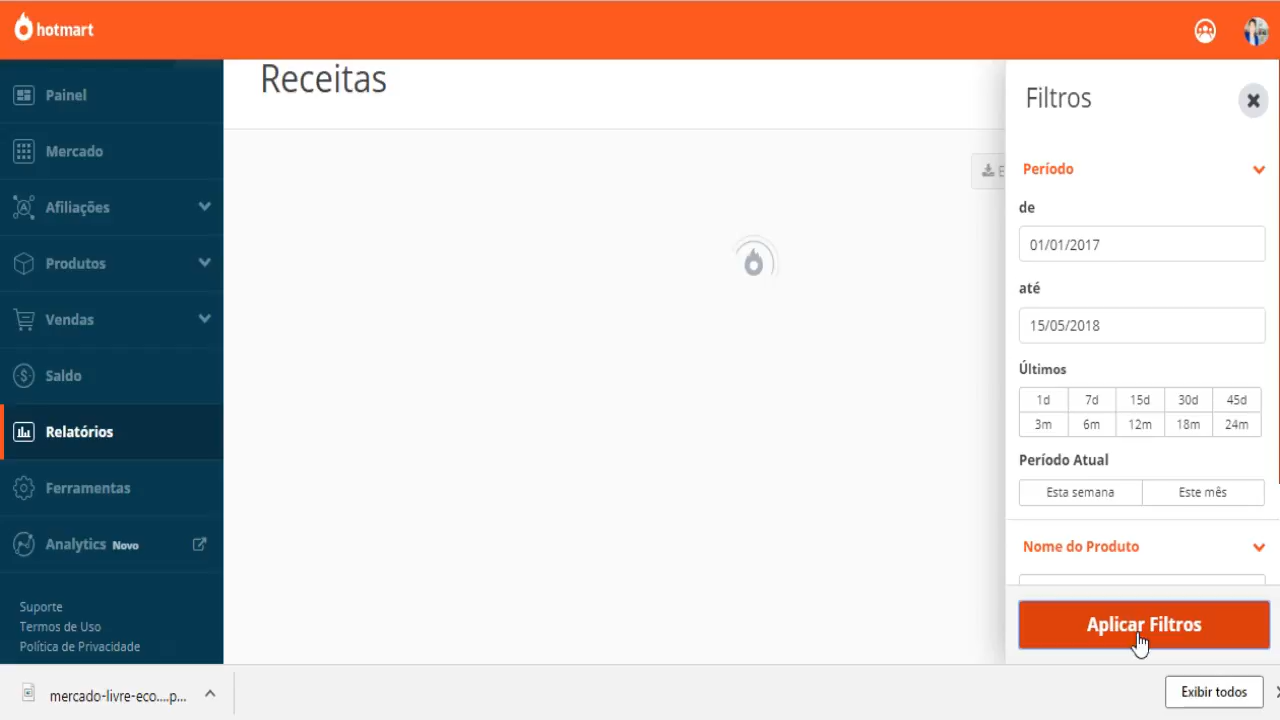 hotmart
Painel
Mercado
Afiliações
Produtos
Vendas
Saldo
Relatórios
Ferramentas
Analytics Novo
Suporte
Termos de Uso
Política de Privacidade
Receitas
E
Filtros
Período
de
01/01/2017
até
15/05/2018
Últimos
1d 7d 15d 30d 45d
3m 6m 12m 18m 24m
Período Atual
Esta semana Este mês
Nome do Produto
Aplicar Filtros
mercado-livre-eco....p...
Exibir todos